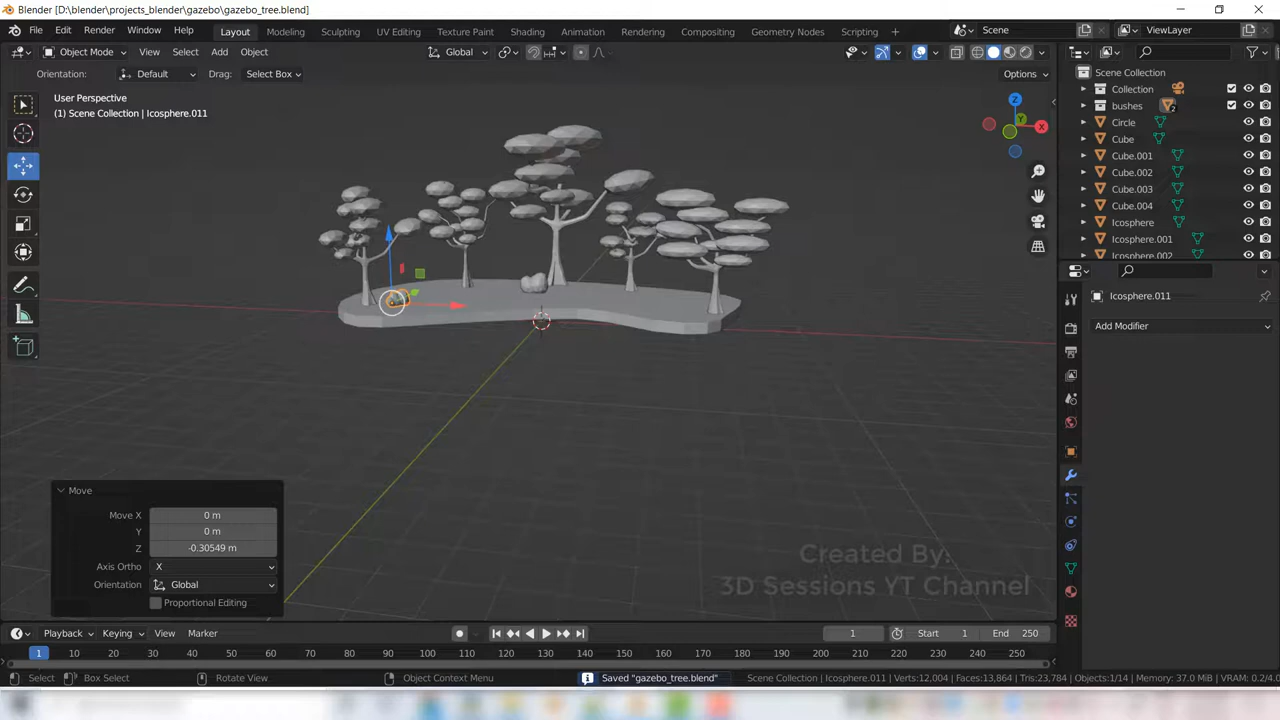 Blender [D:\blender\projects_blender\gazebo\gazebo_tree.blend]
File Edit Render Window Help Layout Modeling Sculpting UV Editing Texture Paint Shading Animation Rendering Compositing Geometry Nodes Scripting Scene ViewLayer
Object Mode View Select Add Object Global
Orientation: Default Drag: Select Box Options
User Perspective
(1) Scene Collection | Icosphere.011
Z
Y
X
Scene Collection
Collection
bushes 2
Circle
Cube
Cube.001
Cube.002
Cube.003
Cube.004
Icosphere
Icosphere.001
Icosphere.002
Icosphere.011
Add Modifier
Move
Move X 0 m
Y 0 m
Z -0.30549 m
Axis Ortho X
Orientation Global
Proportional Editing
Created By:
3D Sessions YT Channel
Playback Keying View Marker 1 Start 1 End 250
1 10 20 30 40 50 60 70 80 90 100 110 120 130 140 150 160 170 180 190 200 210 220 230 240 250
Select Box Select Rotate View Object Context Menu Saved "gazebo_tree.blend" Scene Collection | Icosphere.011 | Verts:12,004 | Faces:13,864 | Tris:23,784 | Objects:1/14 | Memory: 37.0 MiB | VRAM: 0.2/4.0